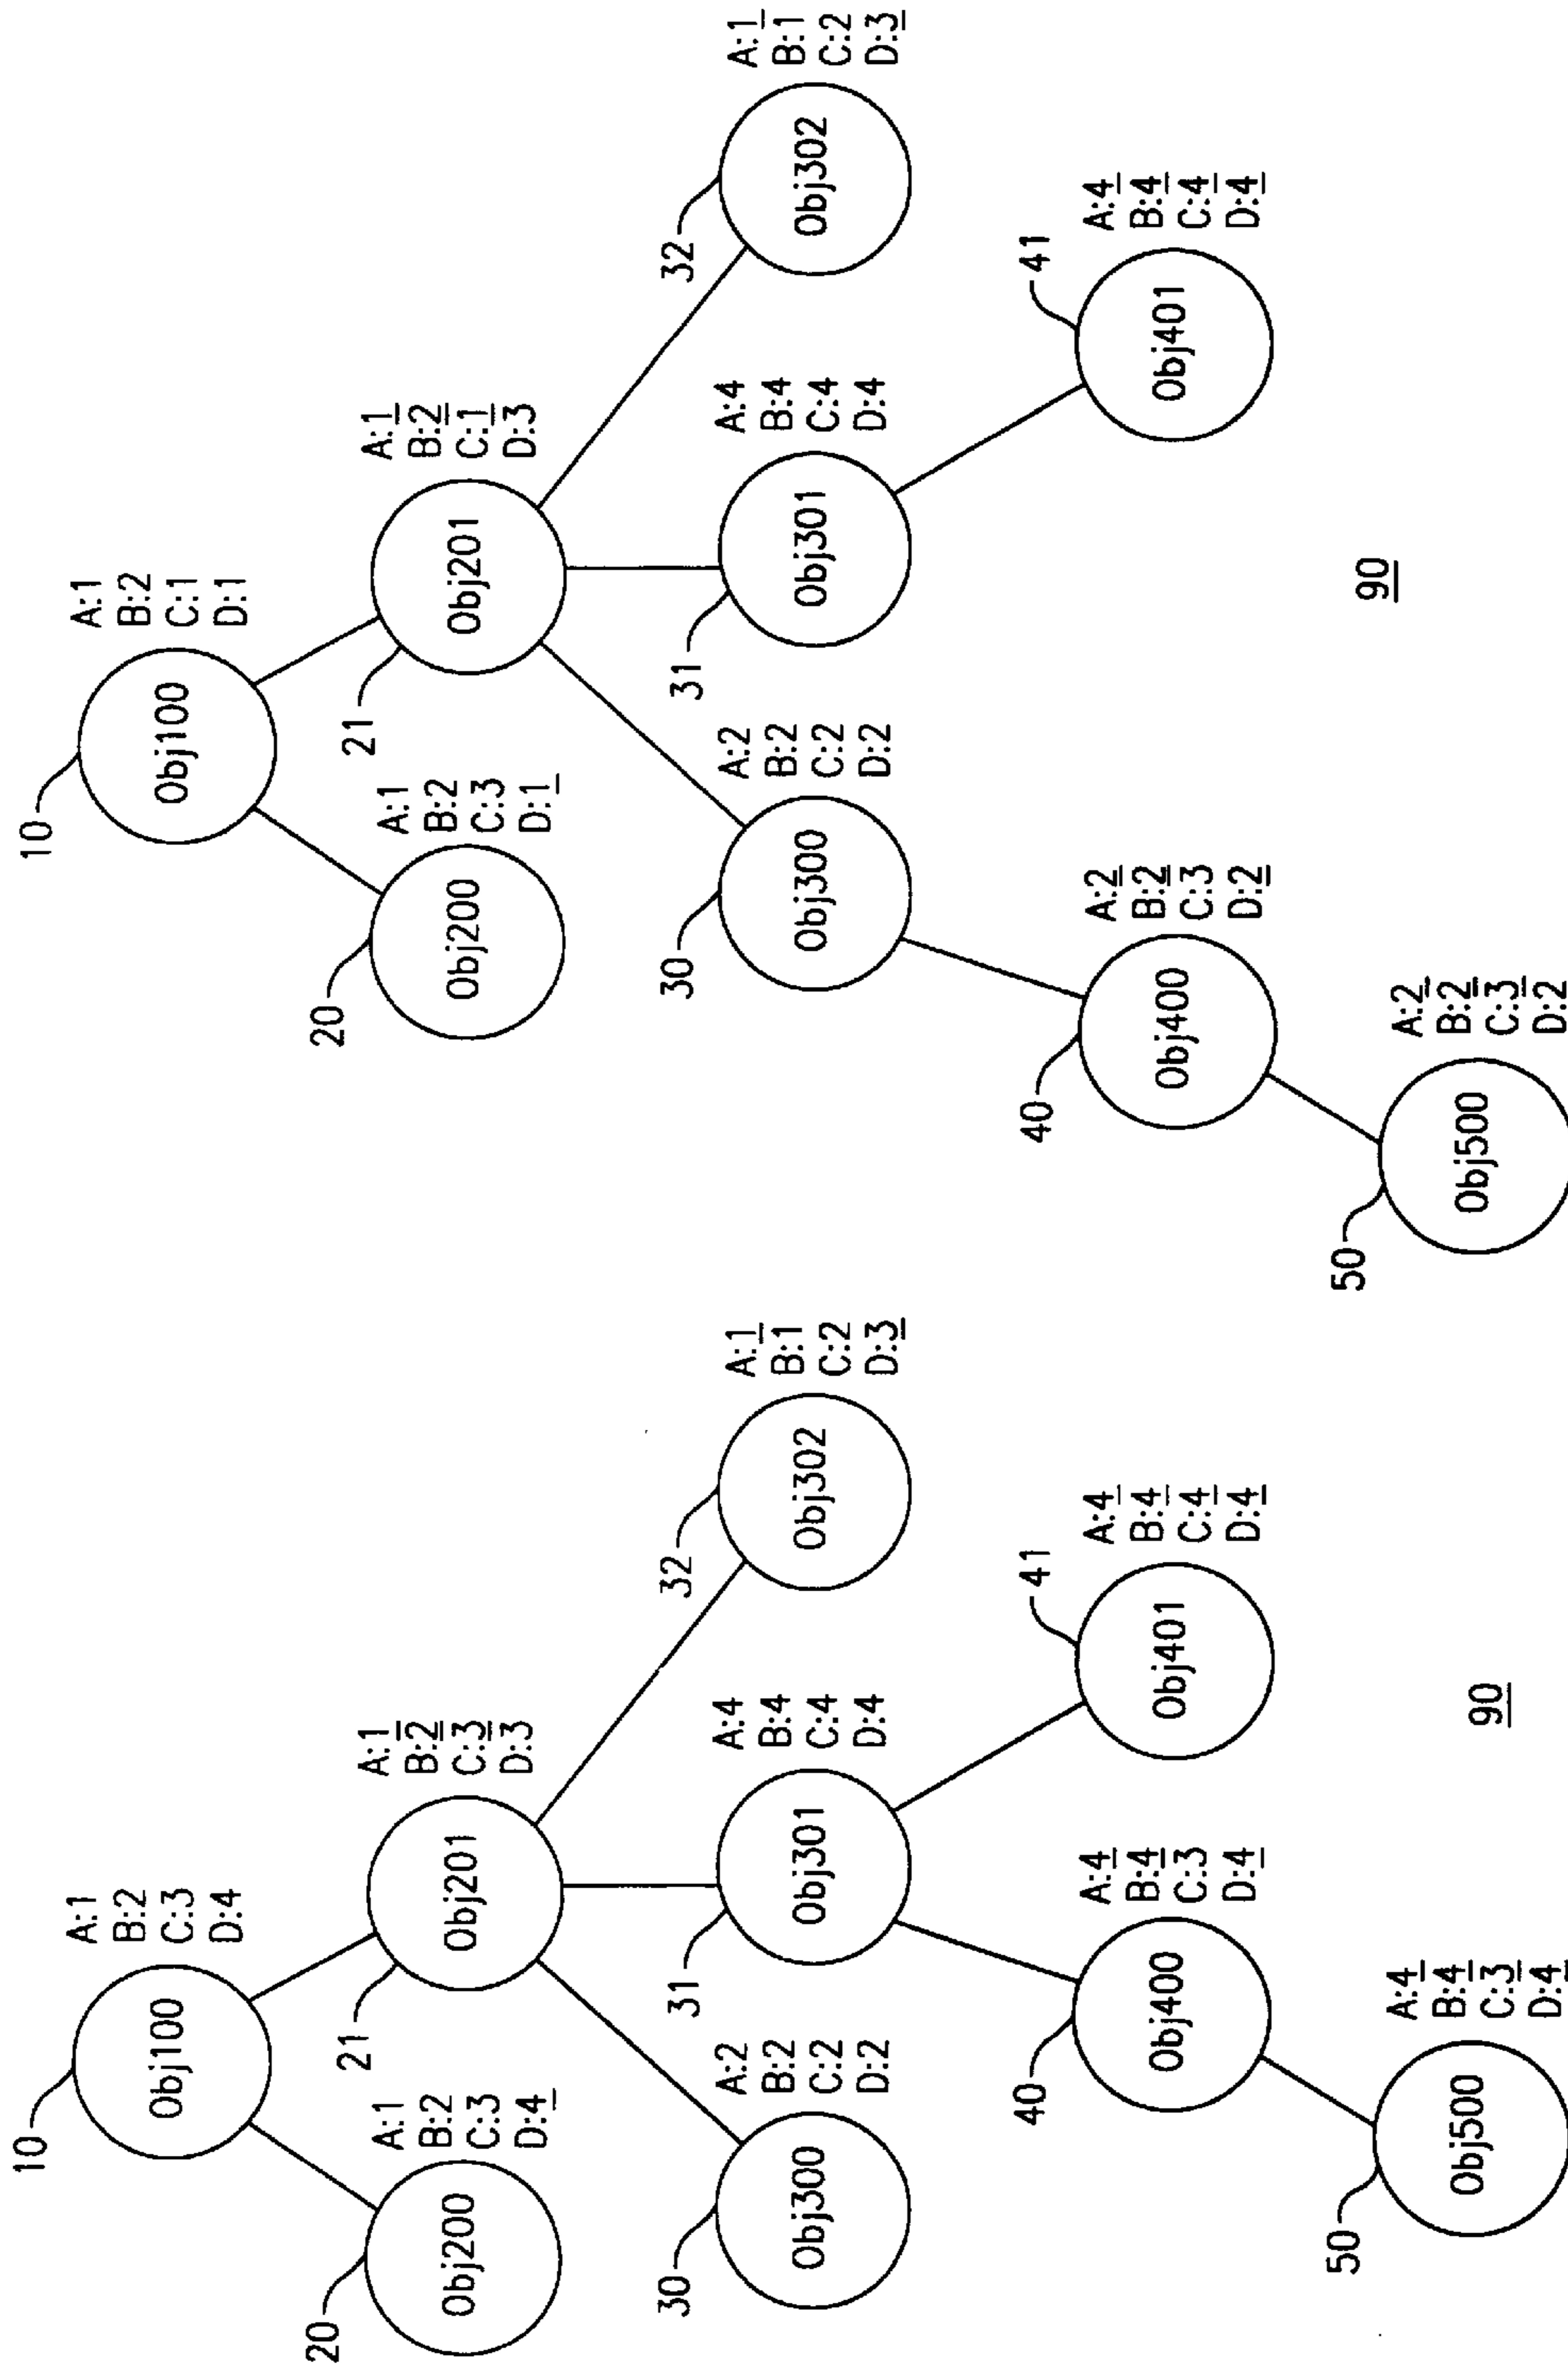 10
Obj100
A:1
B:2
C:3
D:4
20
Obj200
A:1
B:2
C:3
D:4
21
Obj201
A:1
B:2
C:3
D:3
30
Obj300
A:2
B:2
C:2
D:2
31
Obj301
A:4
B:4
C:4
D:4
32
Obj302
A:1
B:1
C:2
D:3
40
Obj400
A:4
B:4
C:3
D:4
41
Obj401
A:4
B:4
C:4
D:4
50
Obj500
A:4
B:4
C:3
D:4
90
10
Obj100
A:1
B:2
C:1
D:1
20
Obj200
A:1
B:2
C:3
D:1
21
Obj201
A:1
B:2
C:1
D:3
30
Obj300
A:2
B:2
C:2
D:2
31
Obj301
A:4
B:4
C:4
D:4
32
Obj302
A:1
B:1
C:2
D:3
40
Obj400
A:2
B:2
C:3
D:2
41
Obj401
A:4
B:4
C:4
D:4
50
Obj500
A:2
B:2
C:3
D:2
90